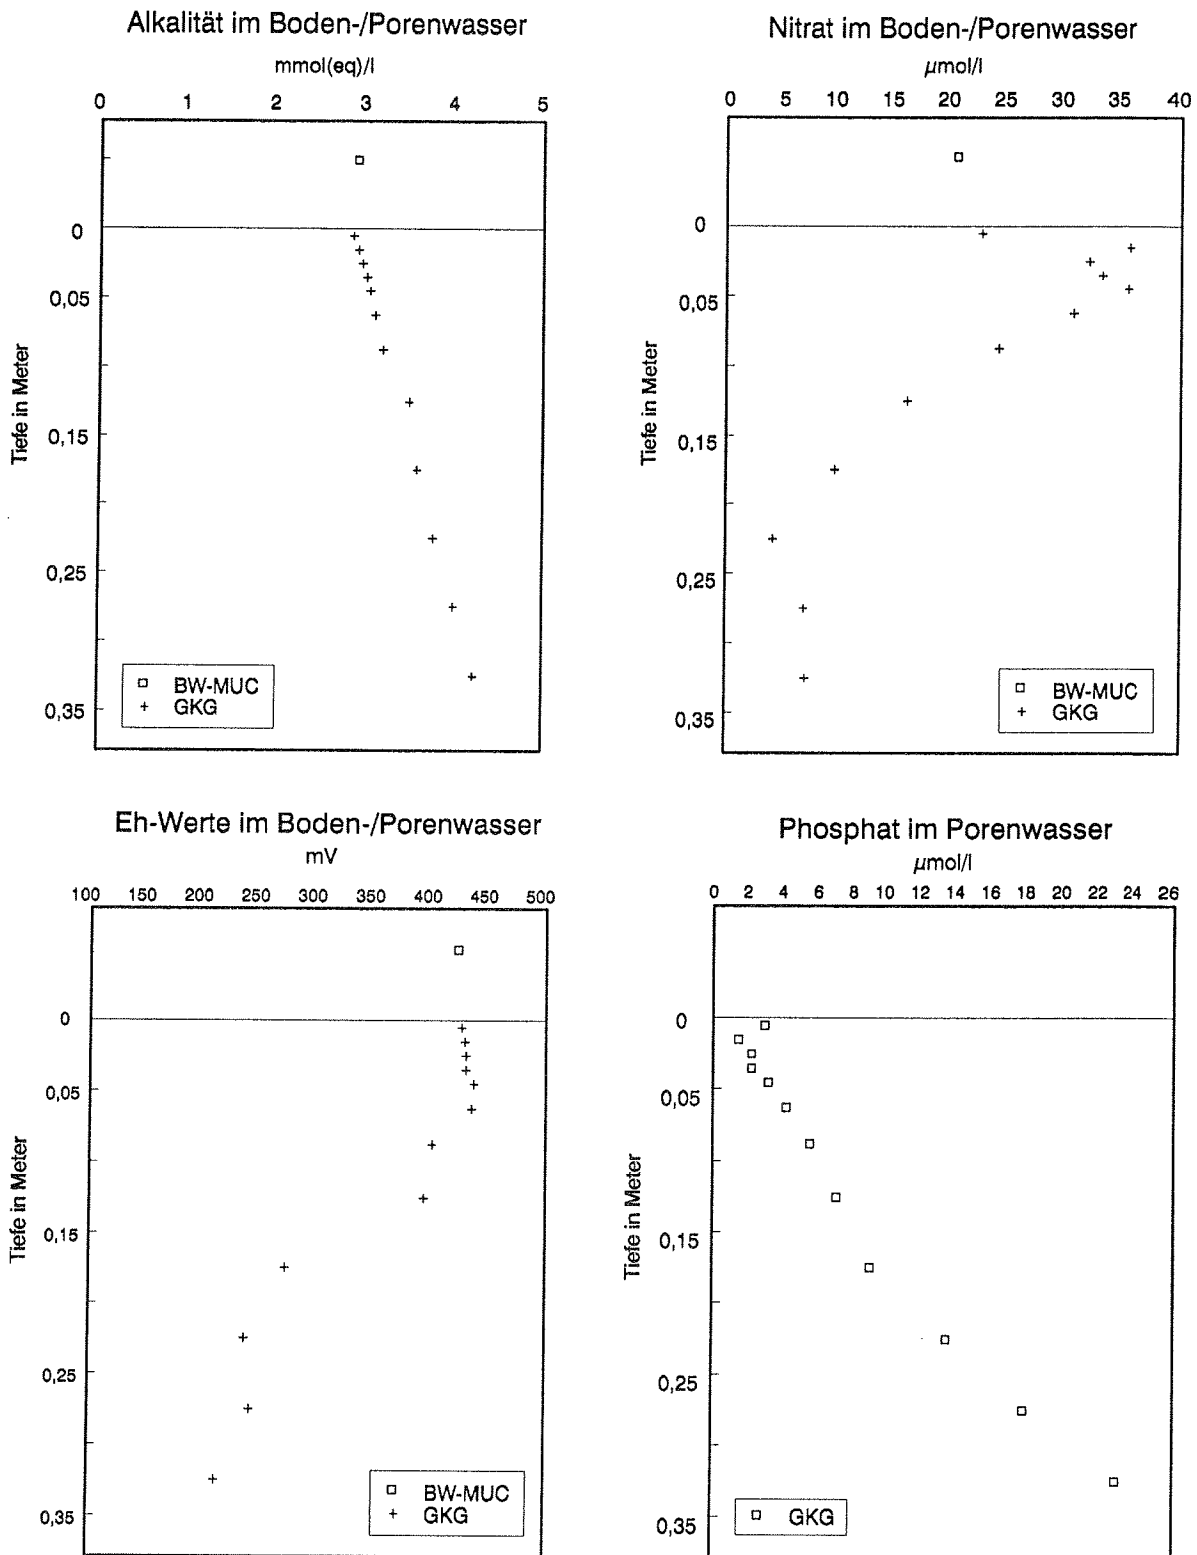 Alkalität im Boden-/Porenwasser
mmol(eq)/l
0 1 2 3 4 5
0
0,05
0,15
0,25
0,35
Tiefe in Meter
BW-MUC
GKG
Nitrat im Boden-/Porenwasser
µmol/l
0 5 10 15 20 25 30 35 40
0
0,05
0,15
0,25
0,35
Tiefe in Meter
BW-MUC
GKG
Eh-Werte im Boden-/Porenwasser
mV
100 150 200 250 300 350 400 450 500
0
0,05
0,15
0,25
0,35
Tiefe in Meter
BW-MUC
GKG
Phosphat im Porenwasser
µmol/l
0 2 4 6 8 10 12 14 16 18 20 22 24 26
0
0,05
0,15
0,25
0,35
Tiefe in Meter
GKG